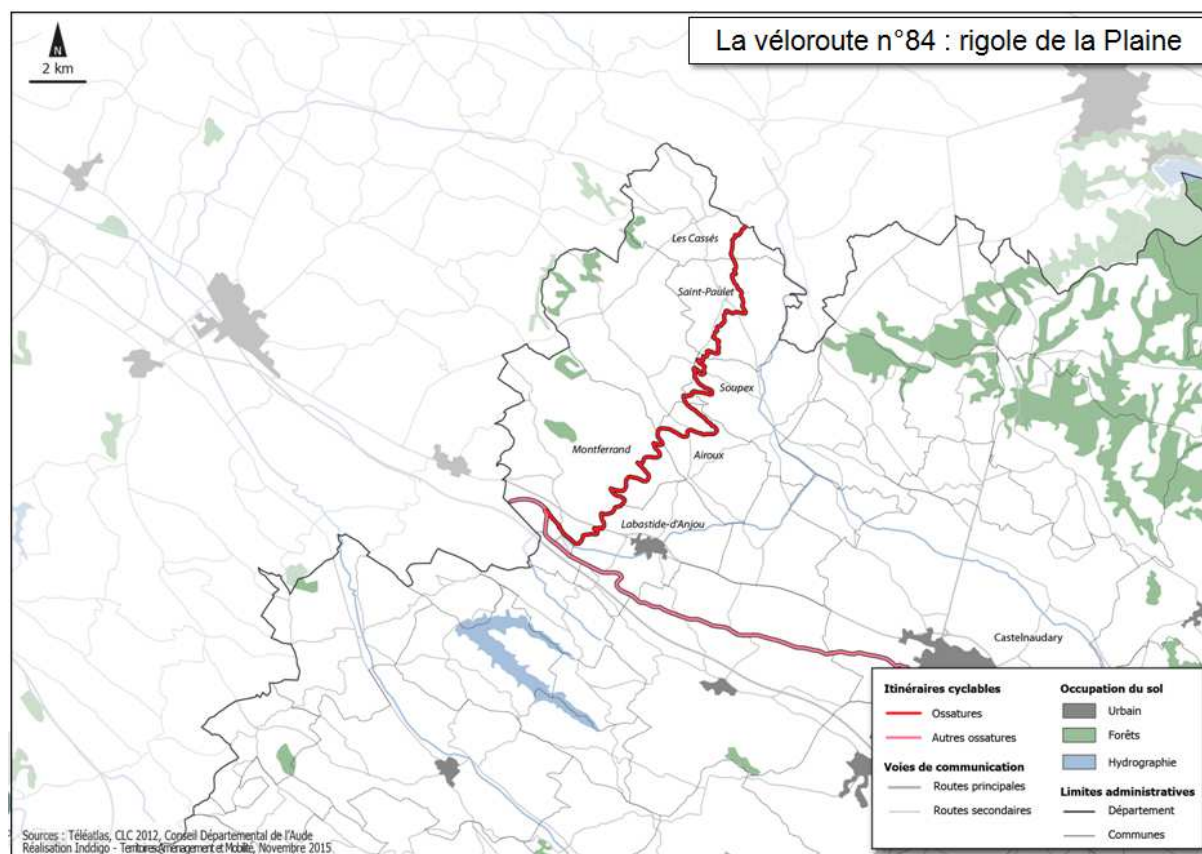 La véloroute n°84 : rigole de la Plaine
N
2 km
Les Cassés
Saint-Paulet
Soupex
Montferrand
Airoux
Labastide-d'Anjou
Castelnaudary
Itinéraires cyclables
Ossatures
Autres ossatures
Voies de communication
Routes principales
Routes secondaires
Occupation du sol
Urbain
Forêts
Hydrographie
Limites administratives
Département
Communes
Sources : Téléatlas, CLC 2012, Conseil Départemental de l'Aude
Réalisation Inddigo - Territoires Aménagement et Mobilité, Novembre 2015